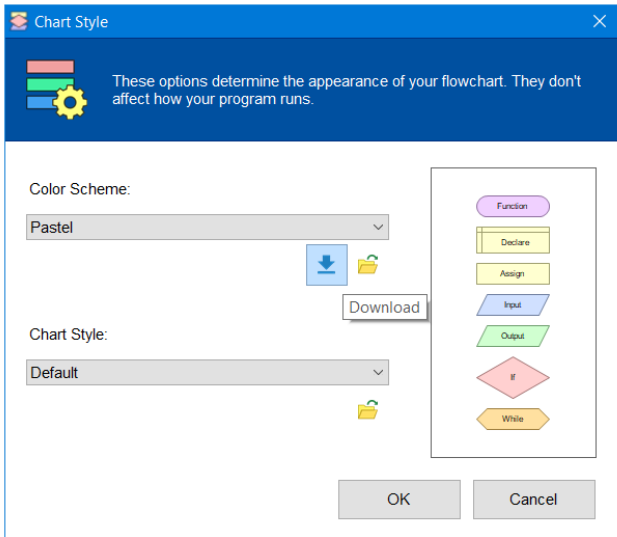 Chart Style
These options determine the appearance of your flowchart. They don't
affect how your program runs.
Color Scheme:
Pastel
Download
Chart Style:
Default
Function
Declare
Assign
Input
Output
If
While
OK
Cancel